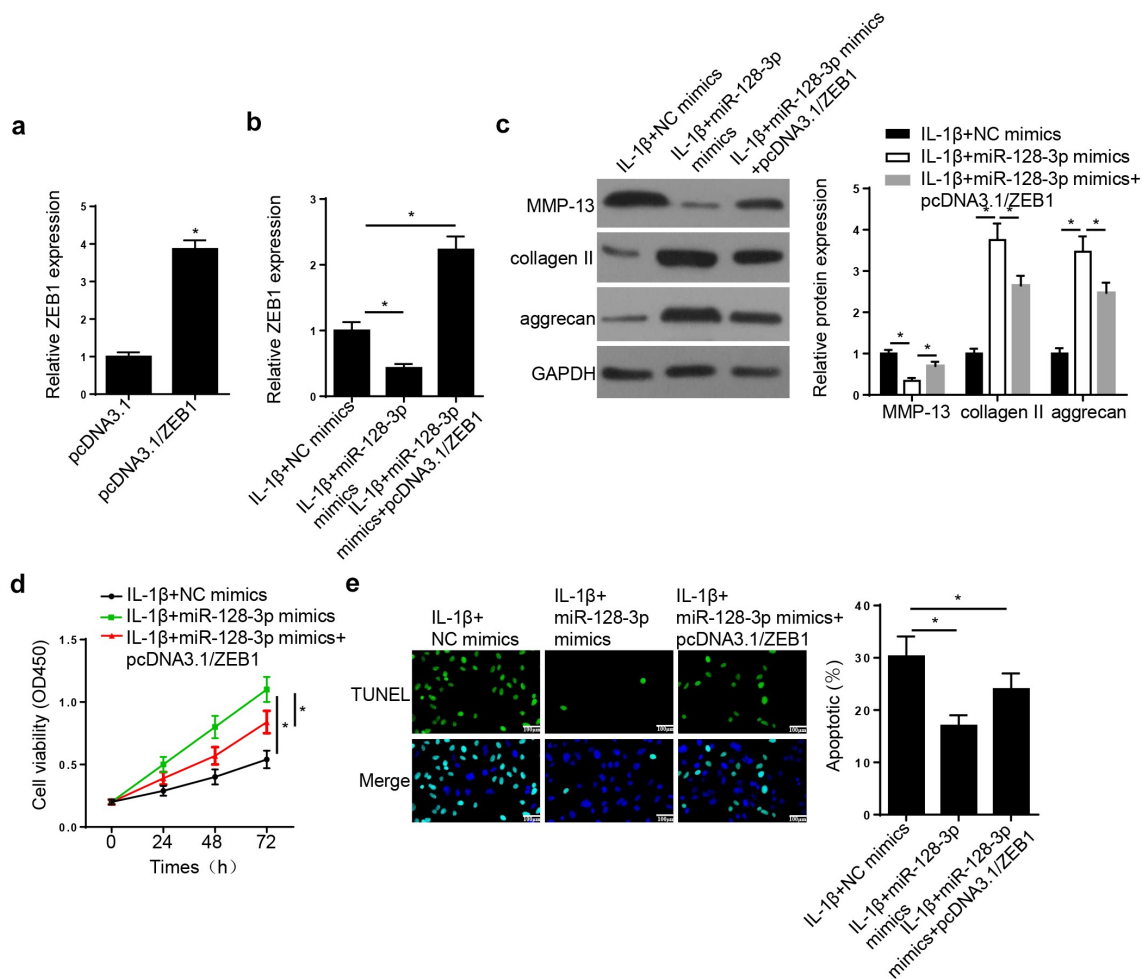 a
Relative ZEB1 expression
5
4
3
2
1
0
*
pcDNA3.1
pcDNA3.1/ZEB1
b
Relative ZEB1 expression
3
2
1
0
*
*
IL-1β+NC mimics
IL-1β+miR-128-3p
mimics
IL-1β+miR-128-3p
mimics+pcDNA3.1/ZEB1
c
IL-1β+NC mimics
IL-1β+miR-128-3p
mimics
IL-1β+miR-128-3p mimics
+pcDNA3.1/ZEB1
MMP-13
collagen II
aggrecan
GAPDH
IL-1β+NC mimics
IL-1β+miR-128-3p mimics
IL-1β+miR-128-3p mimics+
pcDNA3.1/ZEB1
Relative protein expression
5
4
3
2
1
0
* *
* *
* *
MMP-13 collagen II aggrecan
d
IL-1β+NC mimics
IL-1β+miR-128-3p mimics
IL-1β+miR-128-3p mimics+
pcDNA3.1/ZEB1
Cell viability (OD450)
1.5
1.0
0.5
0.0
*
*
0 24 48 72
Times（h）
e
IL-1β+
NC mimics
IL-1β+
miR-128-3p
mimics
IL-1β+
miR-128-3p mimics+
pcDNA3.1/ZEB1
TUNEL
100μm
100μm
100μm
Merge
100μm
100μm
100μm
Apoptotic (%)
40
30
20
10
0
*
*
IL-1β+NC mimics
IL-1β+miR-128-3p
mimics
IL-1β+miR-128-3p
mimics+pcDNA3.1/ZEB1